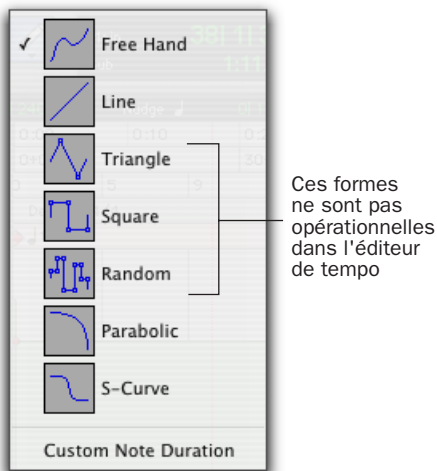 ✓ Free Hand
Line
Triangle
Square
Random
Parabolic
S-Curve
Custom Note Duration
Ces formes
ne sont pas
opérationnelles
dans l'éditeur
de tempo